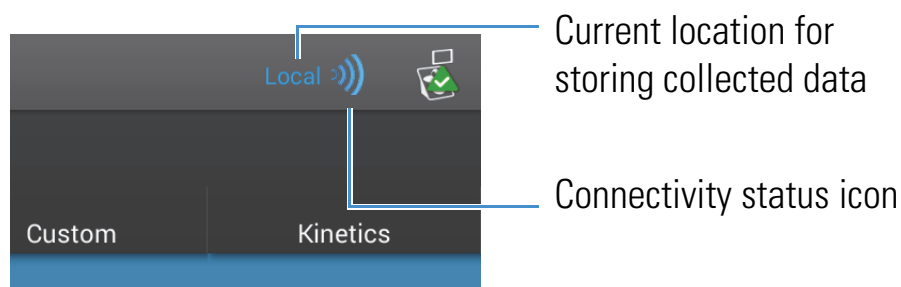 Current location for
storing collected data
Local
Connectivity status icon
Custom
Kinetics